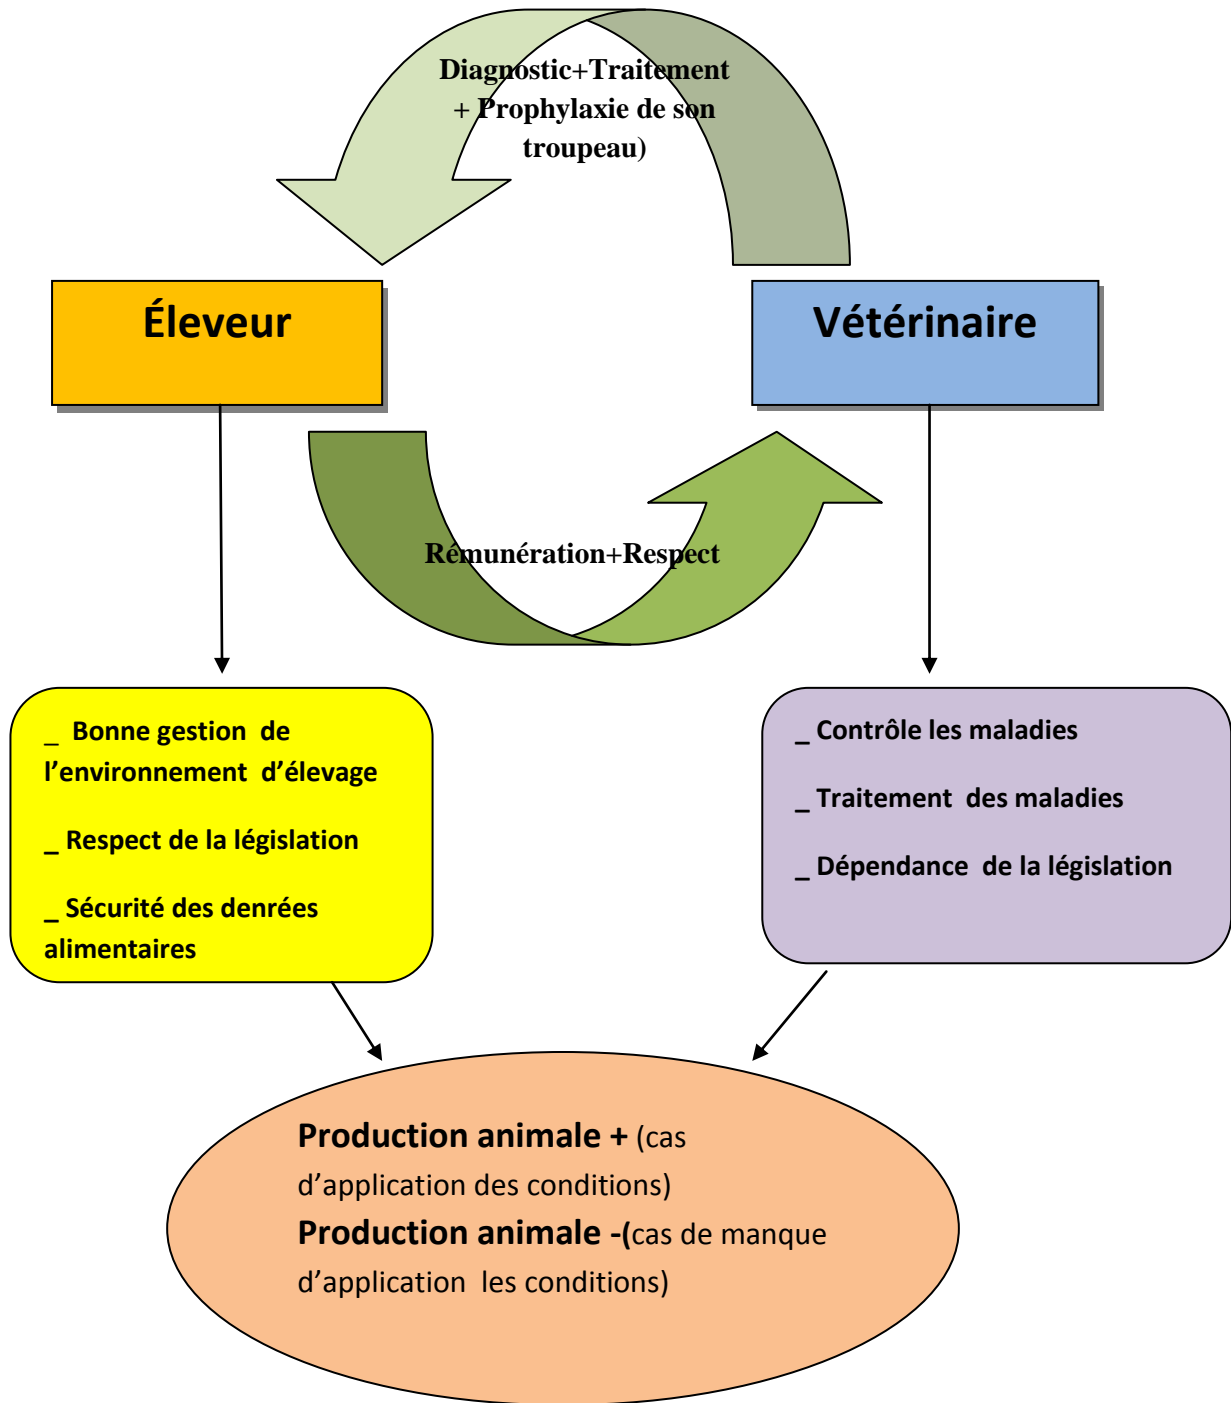 Diagnostic+Traitement
+ Prophylaxie de son
troupeau)
Éleveur
Vétérinaire
Rémunération+Respect
_ Bonne gestion de
l’environnement d’élevage
_ Respect de la législation
_ Sécurité des denrées
alimentaires
_ Contrôle les maladies
_ Traitement des maladies
_ Dépendance de la législation
Production animale + (cas
d’application des conditions)
Production animale -(cas de manque
d’application les conditions)